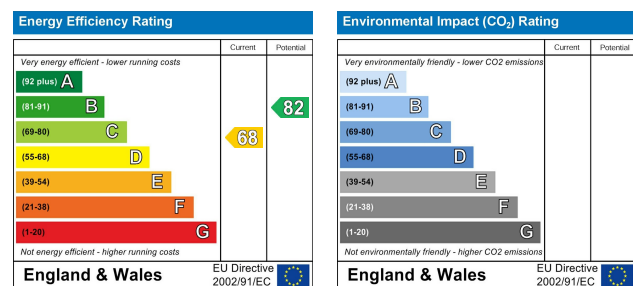 Energy Efficiency Rating
Current Potential
Very energy efficient - lower running costs
(92 plus) A
(81-91) B
82
(69-80) C
68
(55-68) D
(39-54) E
(21-38) F
(1-20) G
Not energy efficient - higher running costs
England & Wales
EU Directive
2002/91/EC
Environmental Impact (CO₂) Rating
Current Potential
Very environmentally friendly - lower CO2 emissions
(92 plus) A
(81-91) B
(69-80) C
(55-68) D
(39-54) E
(21-38) F
(1-20) G
Not environmentally friendly - higher CO2 emissions
England & Wales
EU Directive
2002/91/EC